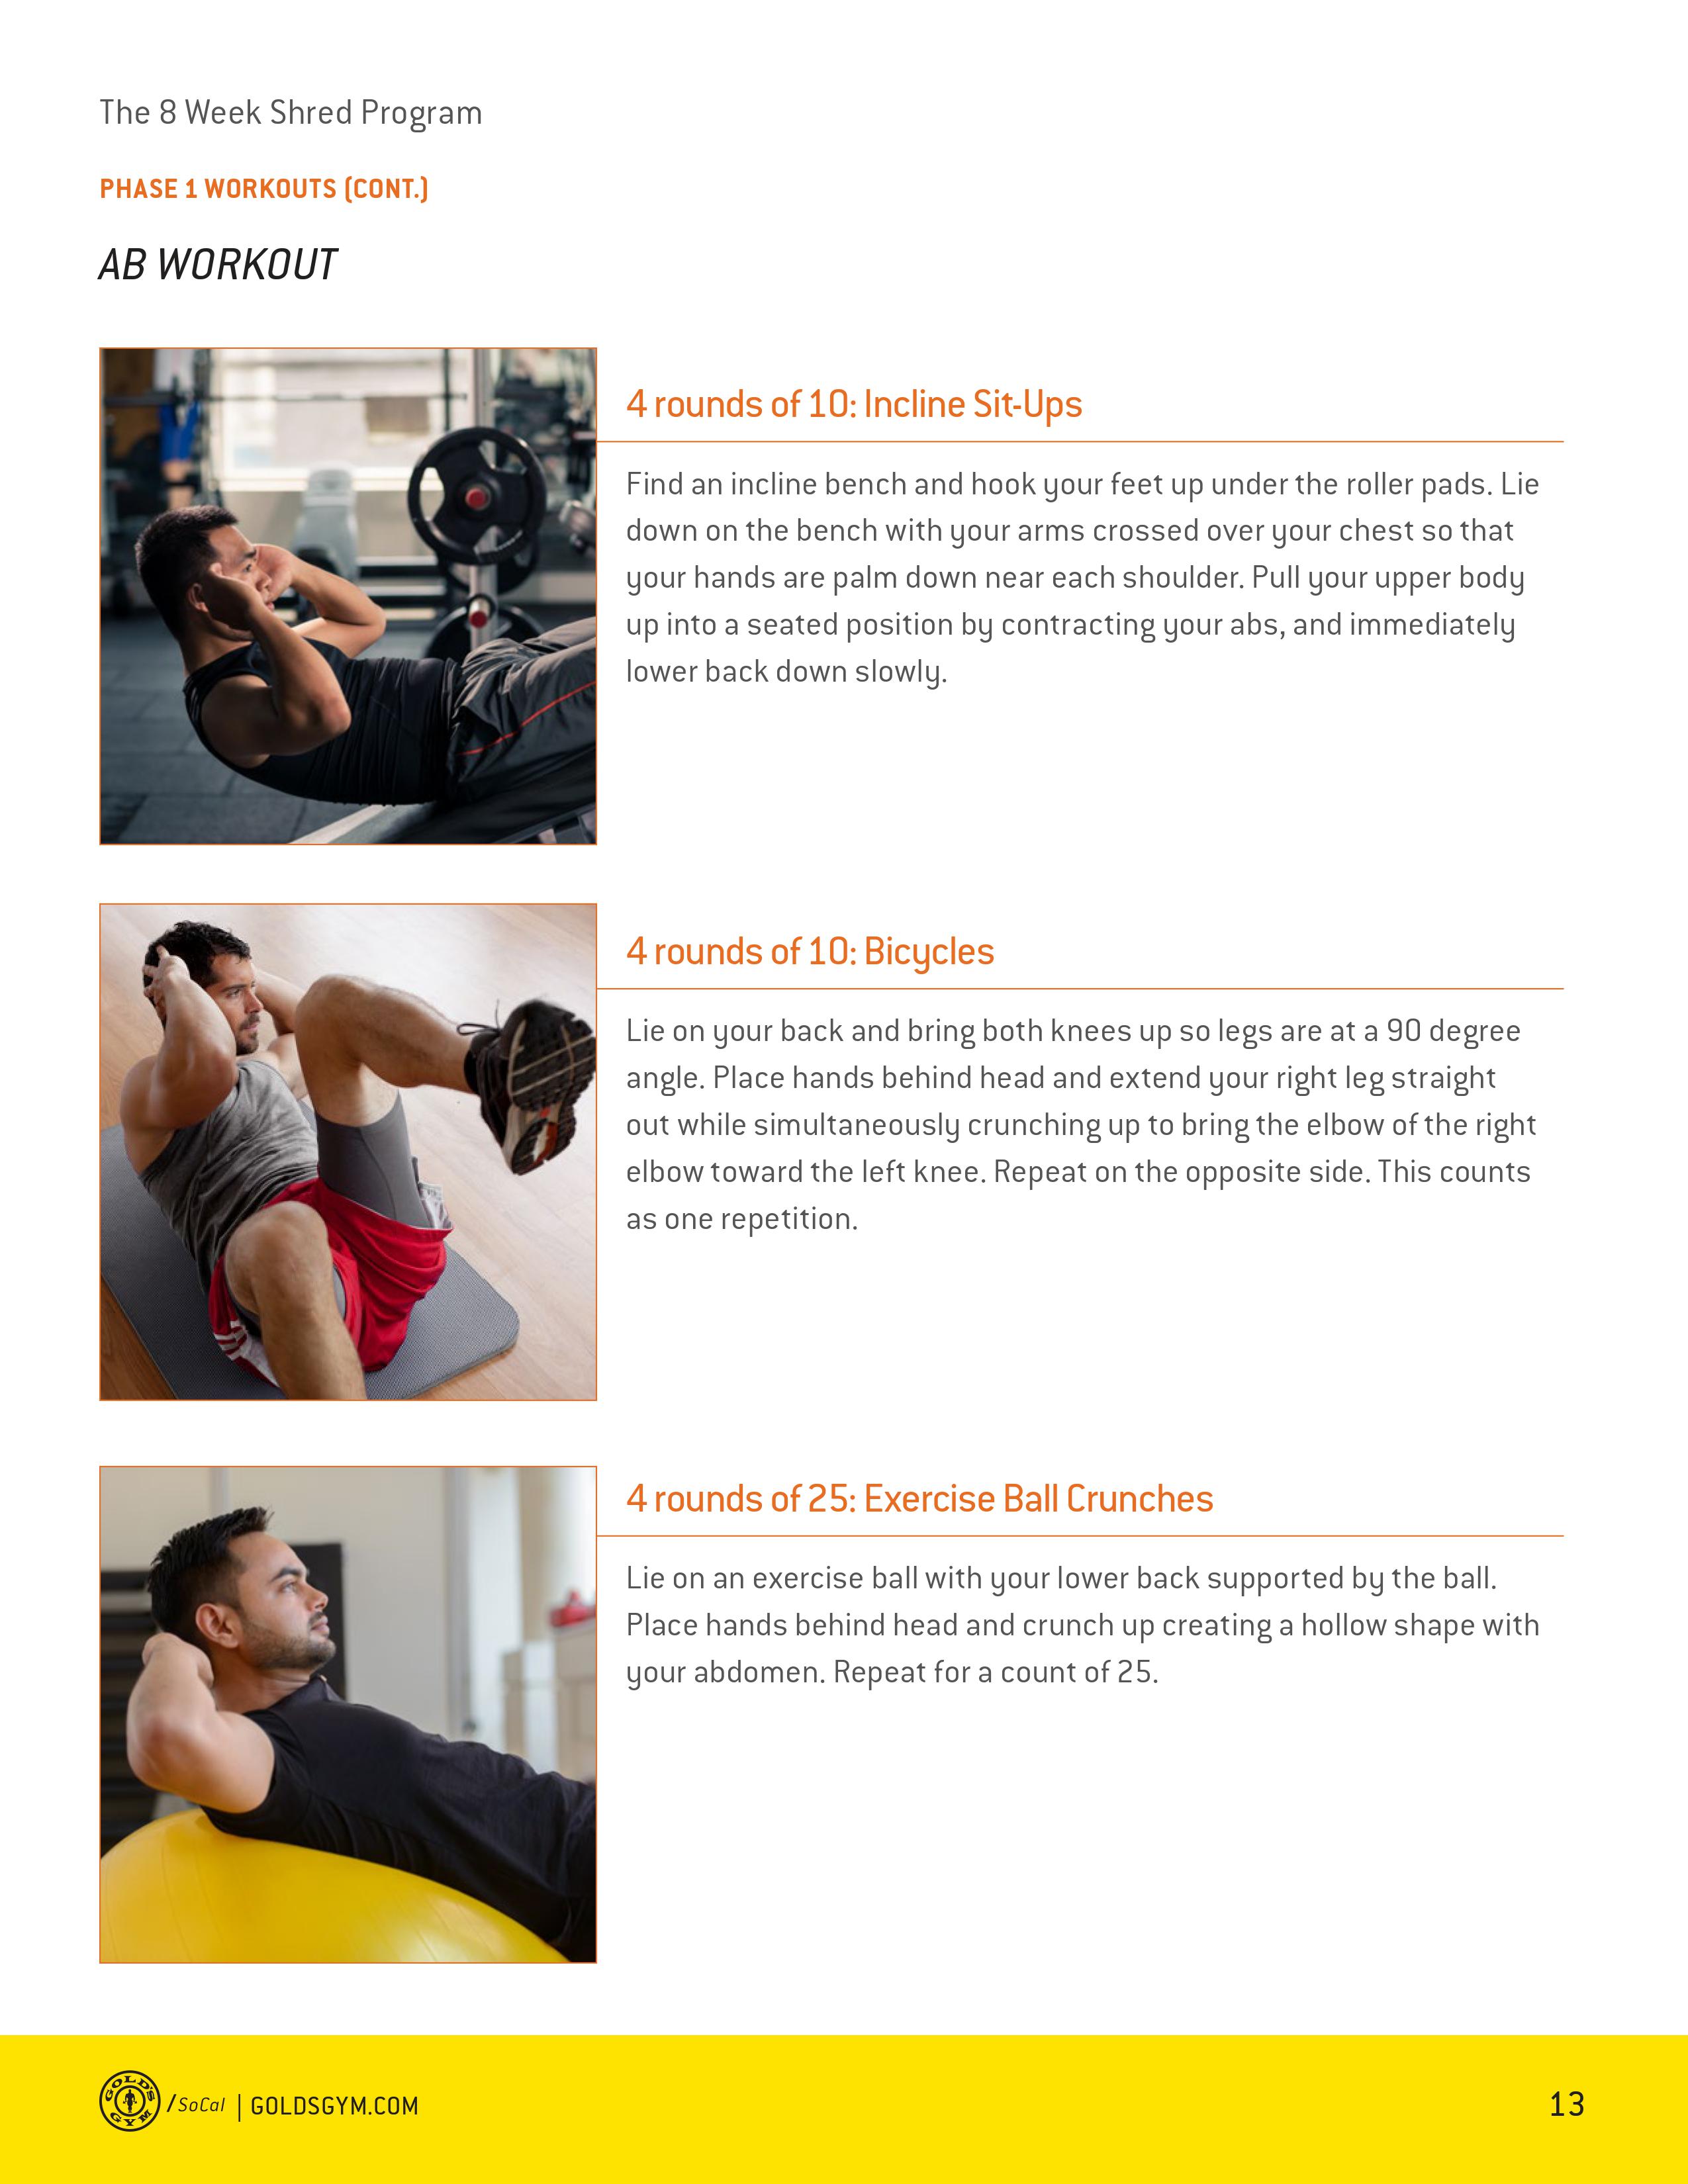 The 8 Week Shred Program
PHASE 1 WORKOUTS (CONT.)
AB WORKOUT
4 rounds of 10: Incline Sit-Ups
Find an incline bench and hook your feet up under the roller pads. Lie
down on the bench with your arms crossed over your chest so that
your hands are palm down near each shoulder. Pull your upper body
up into a seated position by contracting your abs, and immediately
lower back down slowly.
4 rounds of 10: Bicycles
Lie on your back and bring both knees up so legs are at a 90 degree
angle. Place hands behind head and extend your right leg straight
out while simultaneously crunching up to bring the elbow of the right
elbow toward the left knee. Repeat on the opposite side. This counts
as one repetition.
4 rounds of 25: Exercise Ball Crunches
Lie on an exercise ball with your lower back supported by the ball.
Place hands behind head and crunch up creating a hollow shape with
your abdomen. Repeat for a count of 25.
GOLD'S GYM /SoCal | GOLDSGYM.COM
13